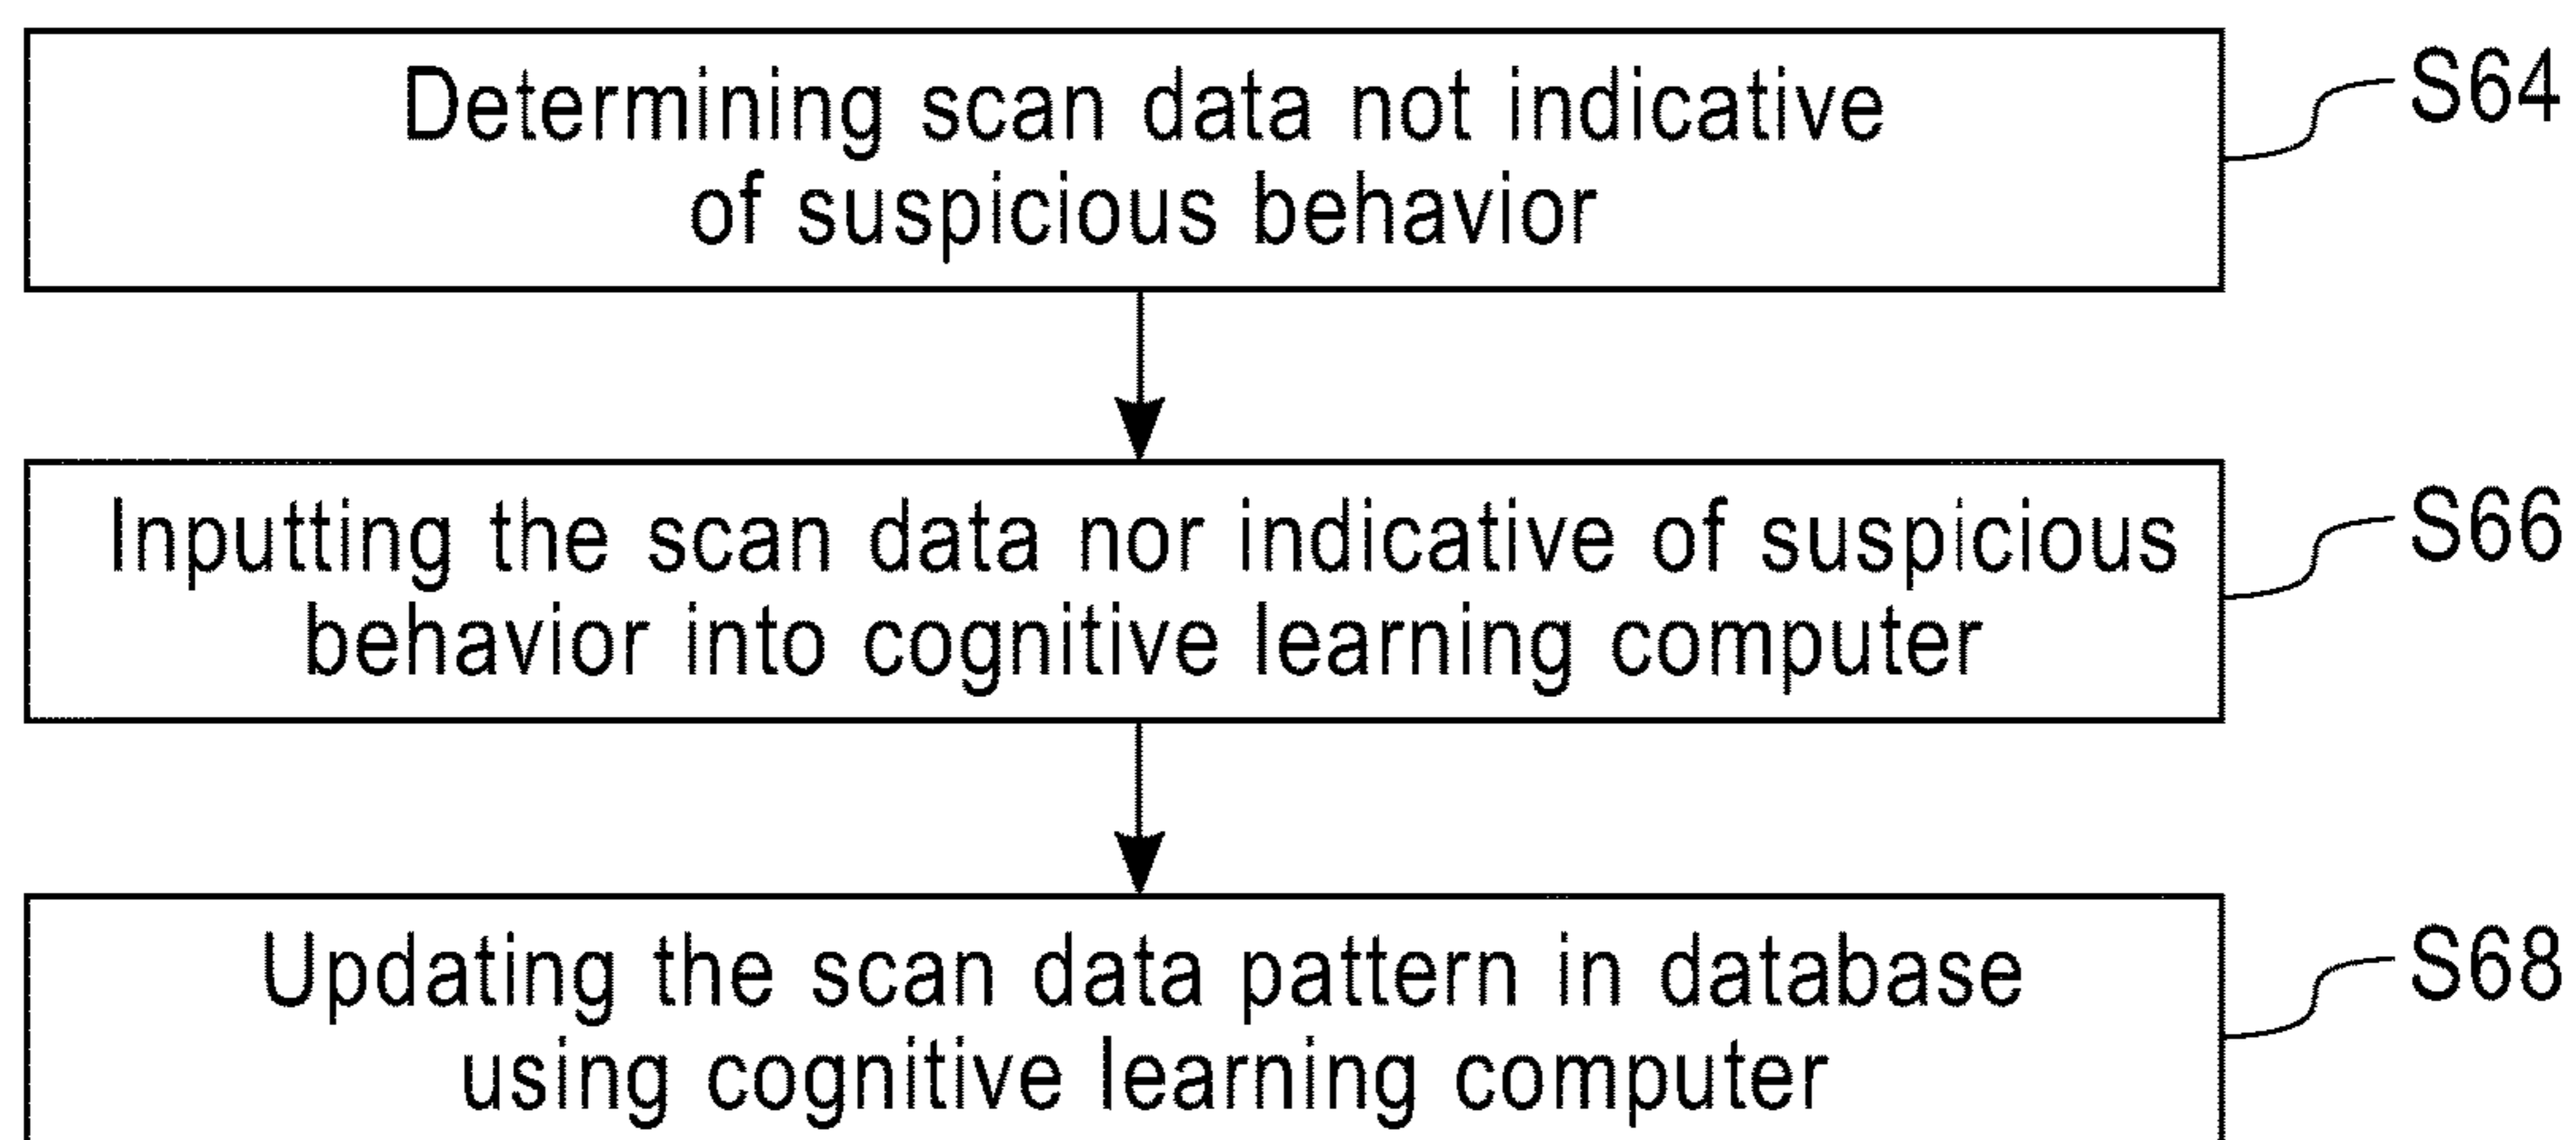 Determining scan data not indicative
of suspicious behavior
S64
Inputting the scan data nor indicative of suspicious
behavior into cognitive learning computer
S66
Updating the scan data pattern in database
using cognitive learning computer
S68